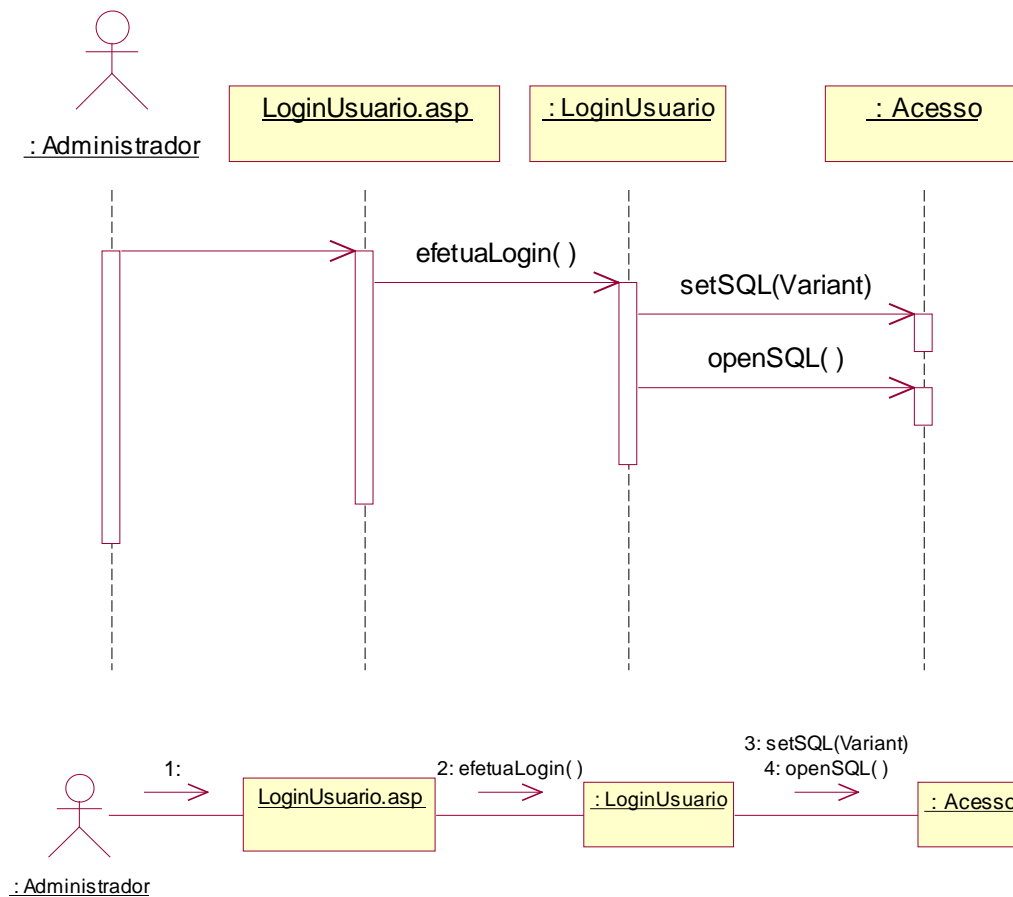 : Administrador
LoginUsuario.asp
: LoginUsuario
: Acesso
efetuaLogin( )
setSQL(Variant)
openSQL( )
1:
2: efetuaLogin( )
3: setSQL(Variant)
4: openSQL( )
LoginUsuario.asp
: LoginUsuario
: Acesso
: Administrador